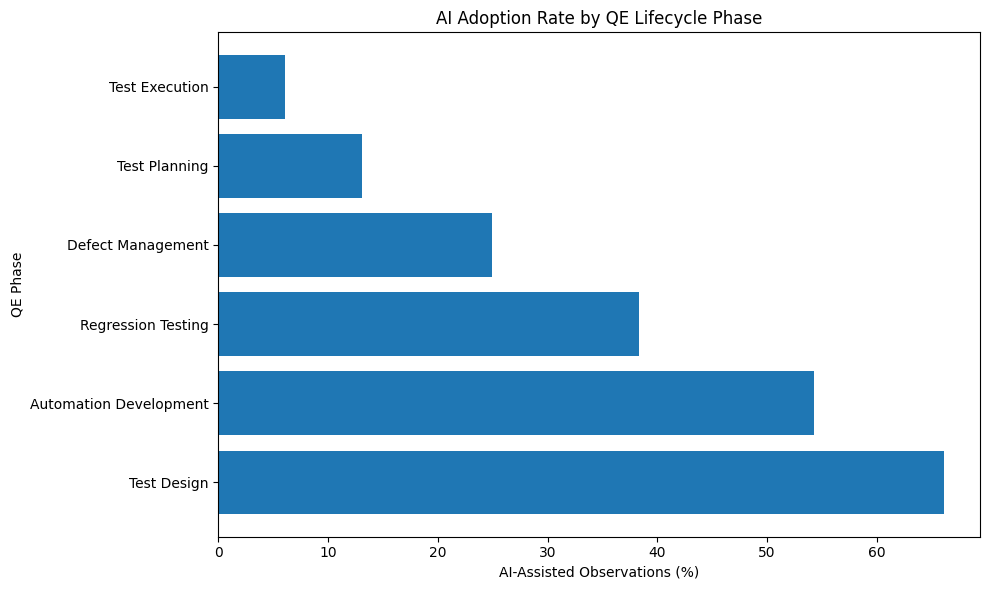 AI Adoption Rate by QE Lifecycle Phase
Test Execution
Test Planning
Defect Management
Regression Testing
Automation Development
Test Design
QE Phase
0 10 20 30 40 50 60
AI-Assisted Observations (%)